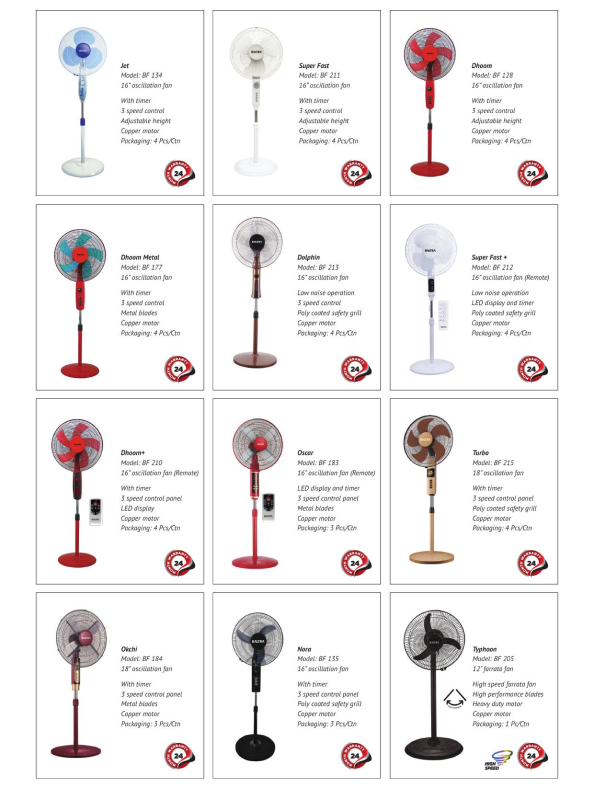 Jet
Model: BF 134
16" oscillation fan
With timer
3 speed control
Adjustable height
Copper motor
Packaging: 4 Pcs/Ctn
24
Super Fast
Model: BF 211
16" oscillation fan
With timer
3 speed control
Adjustable height
Copper motor
Packaging: 4 Pcs/Ctn
24
Dhoom
Model: BF 128
16" oscillation fan
With timer
3 speed control
Adjustable height
Copper motor
Packaging: 4 Pcs/Ctn
24
Dhoom Metal
Model: BF 177
16" oscillation fan
With timer
3 speed control
Metal blades
Copper motor
Packaging: 4 Pcs/Ctn
24
BALTRA
Dolphin
Model: BF 213
16" oscillation fan
Low noise operation
3 speed control
Poly coated safety grill
Copper motor
Packaging: 4 Pcs/Ctn
24
BALTRA
Super Fast +
Model: BF 212
16" oscillation fan (Remote)
Low noise operation
LED display and timer
Poly coated safety grill
Copper motor
Packaging: 4 Pcs/Ctn
24
Dhoom+
Model: BF 210
16" oscillation fan (Remote)
With timer
3 speed control panel
LED display
Copper motor
Packaging: 4 Pcs/Ctn
24
Oscar
Model: BF 183
16" oscillation fan (Remote)
LED display and timer
3 speed control panel
Metal blades
Copper motor
Packaging: 3 Pcs/Ctn
24
Turbo
Model: BF 215
18" oscillation fan
With timer
3 speed control panel
Poly coated safety grill
Copper motor
Packaging: 4 Pcs/Ctn
24
Okchi
Model: BF 184
18" oscillation fan
With timer
3 speed control panel
Metal blades
Copper motor
Packaging: 3 Pcs/Ctn
24
BALTRA
Nora
Model: BF 135
16" oscillation fan
With timer
3 speed control panel
Poly coated safety grill
Copper motor
Packaging: 3 Pcs/Ctn
24
Typhoon
Model: BF 205
12" farrata fan
High speed farrata fan
High performance blades
Heavy duty motor
Copper motor
Packaging: 1 Pc/Ctn
HIGH
SPEED
24